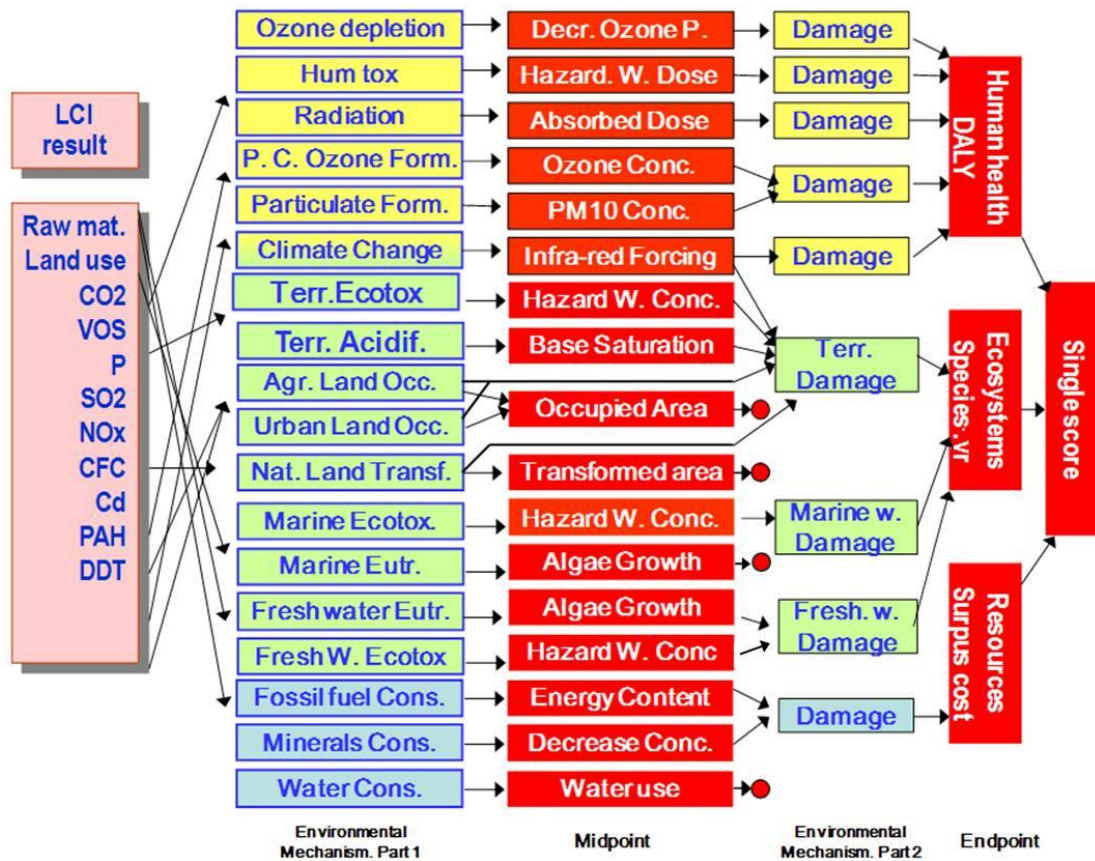 LCI
result
Raw mat.
Land use
CO2
VOS
P
SO2
NOx
CFC
Cd
PAH
DDT
Ozone depletion
Hum tox
Radiation
P. C. Ozone Form.
Particulate Form.
Climate Change
Terr.Ecotox
Terr. Acidif.
Agr. Land Occ.
Urban Land Occ.
Nat. Land Transf.
Marine Ecotox.
Marine Eutr.
Freshwater Eutr.
Fresh W. Ecotox
Fossil fuel Cons.
Minerals Cons.
Water Cons.
Environmental
Mechanism. Part 1
Decr. Ozone P.
Hazard. W. Dose
Absorbed Dose
Ozone Conc.
PM10 Conc.
Infra-red Forcing
Hazard W. Conc.
Base Saturation
Occupied Area
Transformed area
Hazard W. Conc.
Algae Growth
Algae Growth
Hazard W. Conc
Energy Content
Decrease Conc.
Water use
Midpoint
Damage
Damage
Damage
Damage
Damage
Terr.
Damage
Marine w.
Damage
Fresh. w.
Damage
Damage
Environmental
Mechanism. Part 2
Human health
DALY
Ecosystems
Species.yr
Resources
Surpus cost
Endpoint
Single score